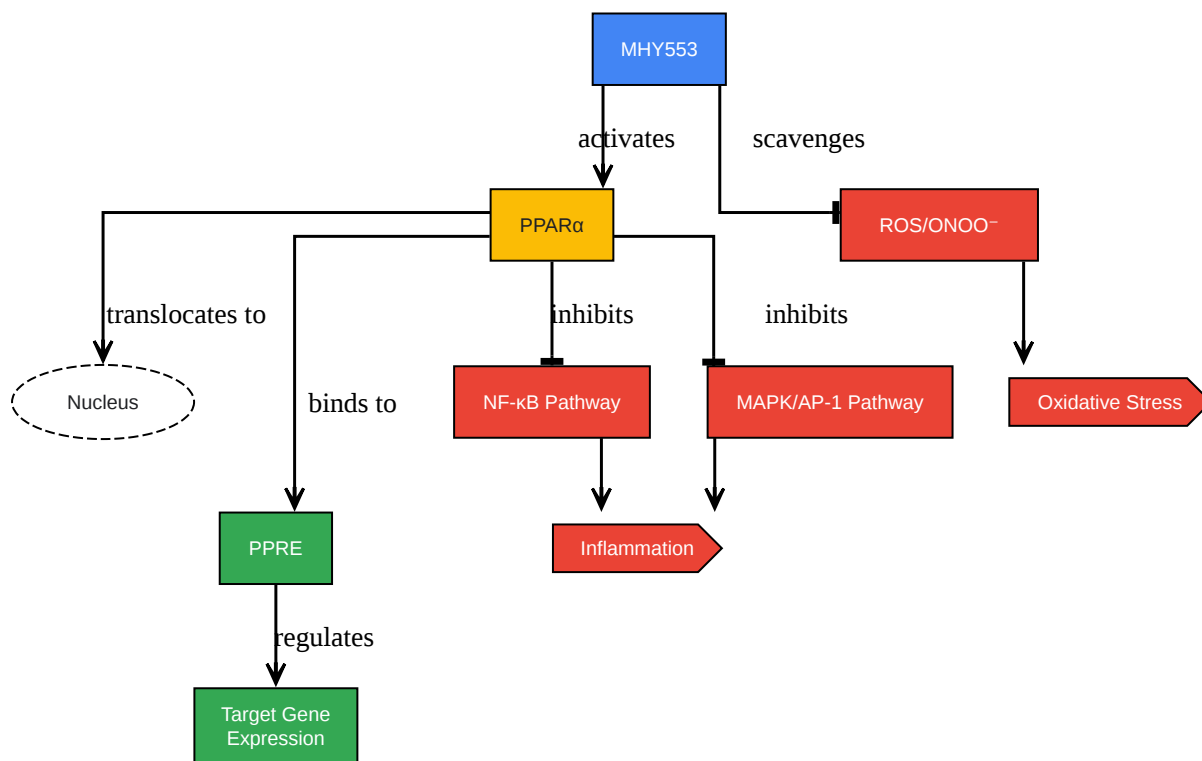 MHY553
activates
scavenges
PPARα
ROS/ONOO⁻
translocates to
inhibits
inhibits
Nucleus
binds to
NF-κB Pathway
MAPK/AP-1 Pathway
Oxidative Stress
PPRE
Inflammation
regulates
Target Gene
Expression